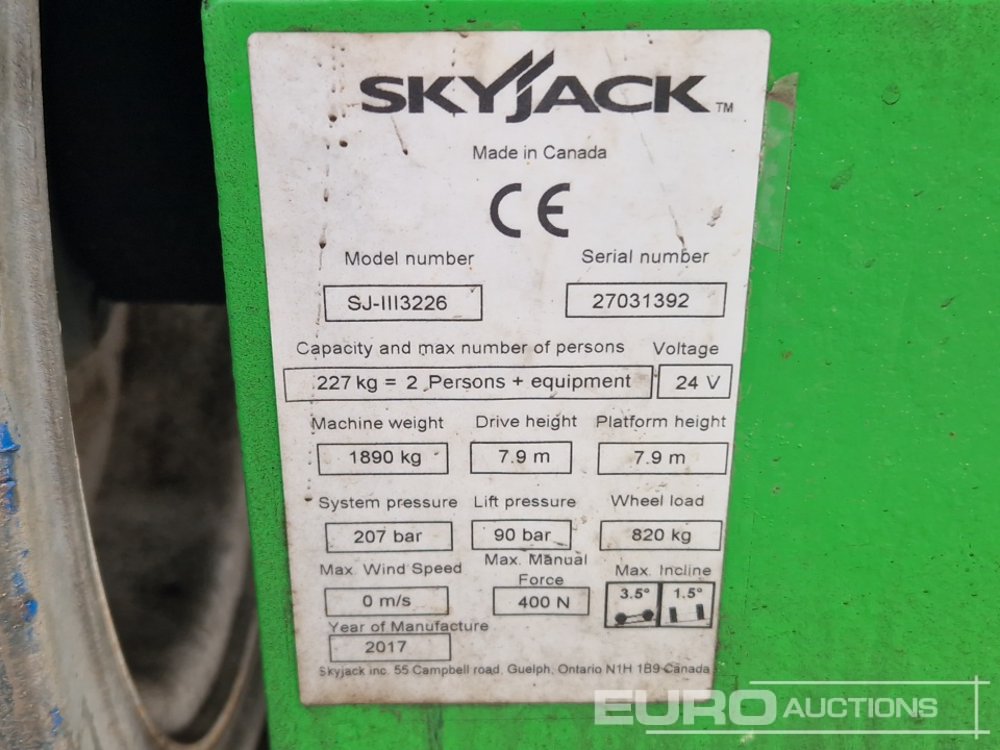 SKYJACK™
Made in Canada
CE
Model number Serial number
SJ-III3226 27031392
Capacity and max number of persons Voltage
227 kg = 2 Persons + equipment 24 V
Machine weight Drive height Platform height
1890 kg 7.9 m 7.9 m
System pressure Lift pressure Wheel load
207 bar 90 bar 820 kg
Max. Wind Speed Max. Manual Force Max. Incline
0 m/s 400 N 3.5° 1.5°
Year of Manufacture
2017
Skyjack inc. 55 Campbell road, Guelph, Ontario N1H 1B9 Canada
EURO AUCTIONS